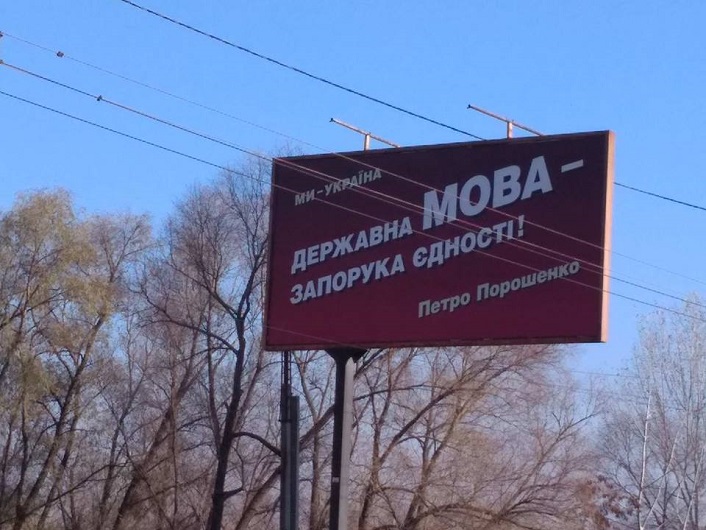 МИ – УКРАЇНА
ДЕРЖАВНА МОВА –
ЗАПОРУКА ЄДНОСТІ!
Петро Порошенко